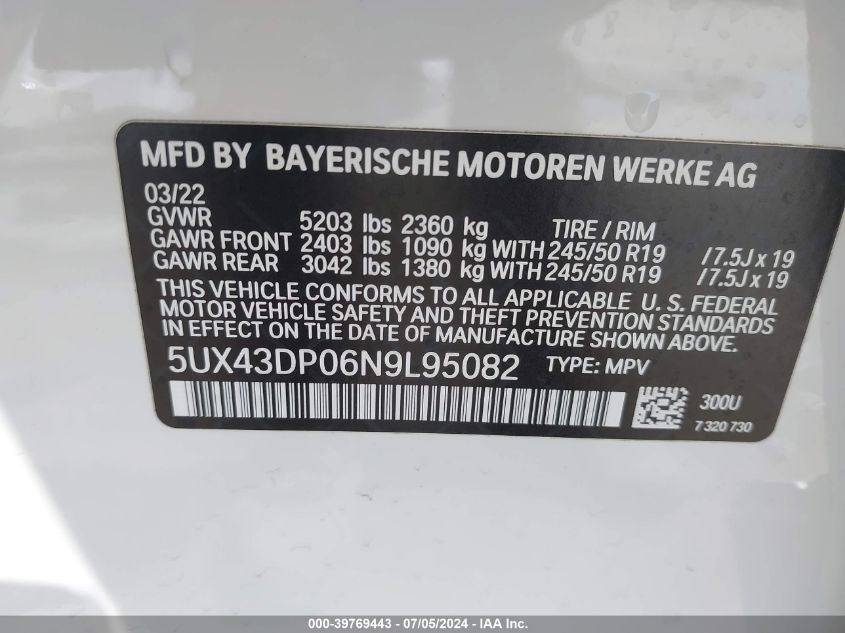 MFD BY BAYERISCHE MOTOREN WERKE AG
03/22
GVWR 5203 lbs 2360 kg TIRE / RIM
GAWR FRONT 2403 lbs 1090 kg WITH 245/50 R19 /7.5J x 19
GAWR REAR 3042 lbs 1380 kg WITH 245/50 R19 /7.5J x 19
THIS VEHICLE CONFORMS TO ALL APPLICABLE U. S. FEDERAL
MOTOR VEHICLE SAFETY AND THEFT PREVENTION STANDARDS
IN EFFECT ON THE DATE OF MANUFACTURE SHOWN ABOVE.
5UX43DP06N9L95082 TYPE: MPV
300U
7 320 730
000-39769443 - 07/05/2024 - IAA Inc.